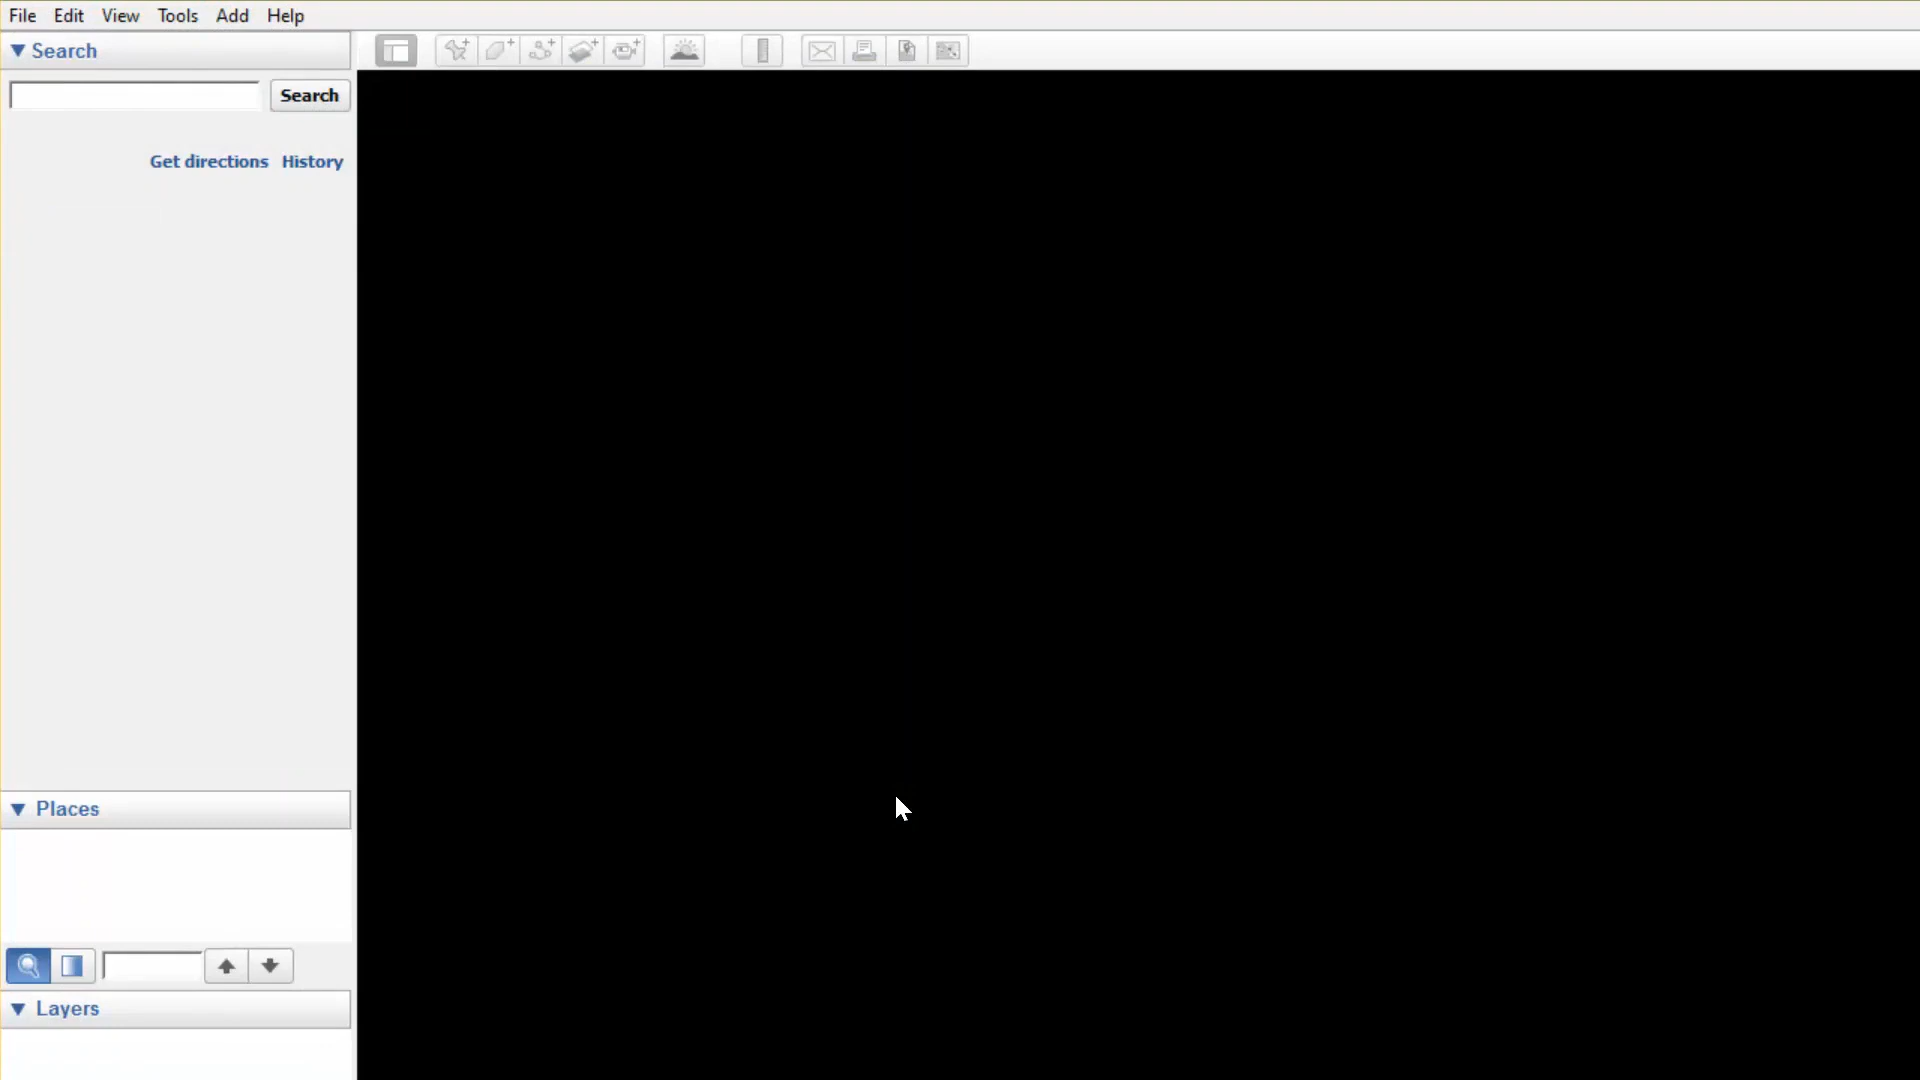 File Edit View Tools Add Help
Search
Search
Get directions History
Places
Layers